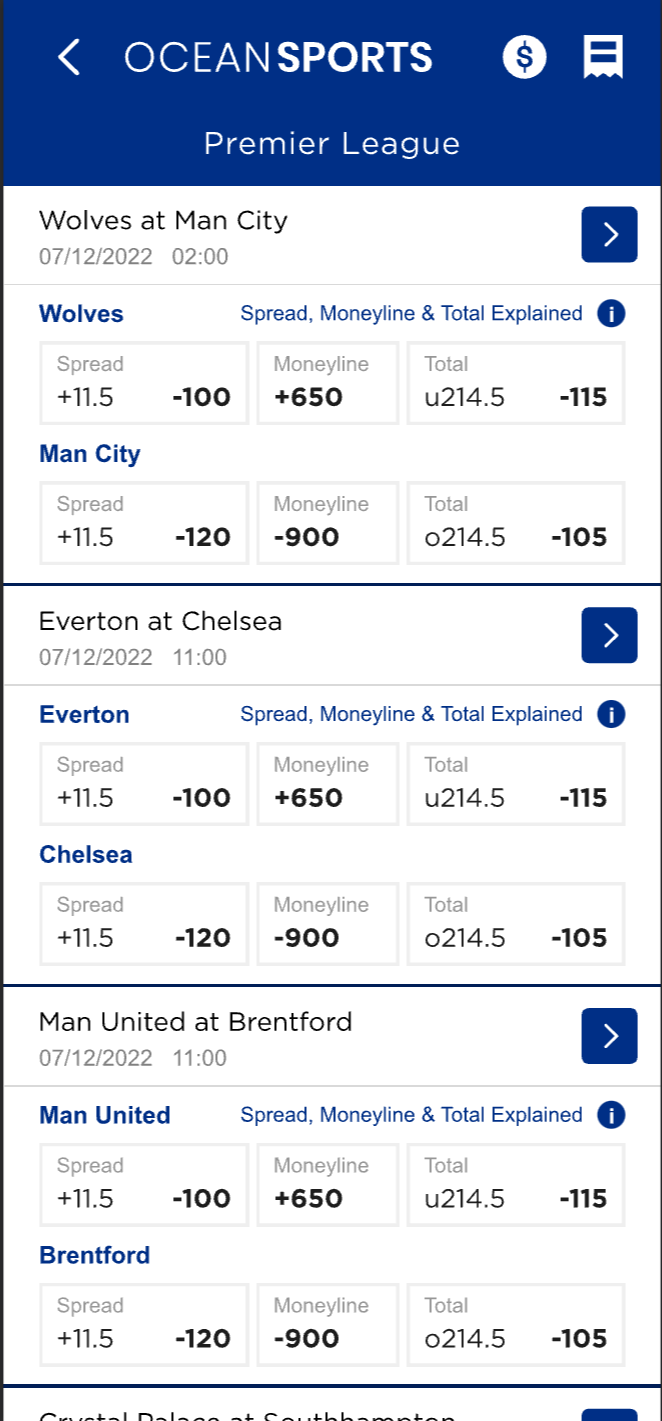 OCEANSPORTS
Premier League
Wolves at Man City
07/12/2022 02:00
Wolves Spread, Moneyline & Total Explained
Spread Moneyline Total
+11.5 -100 +650 u214.5 -115
Man City
Spread Moneyline Total
+11.5 -120 -900 o214.5 -105
Everton at Chelsea
07/12/2022 11:00
Everton Spread, Moneyline & Total Explained
Spread Moneyline Total
+11.5 -100 +650 u214.5 -115
Chelsea
Spread Moneyline Total
+11.5 -120 -900 o214.5 -105
Man United at Brentford
07/12/2022 11:00
Man United Spread, Moneyline & Total Explained
Spread Moneyline Total
+11.5 -100 +650 u214.5 -115
Brentford
Spread Moneyline Total
+11.5 -120 -900 o214.5 -105
Crystal Palace at Southhampton